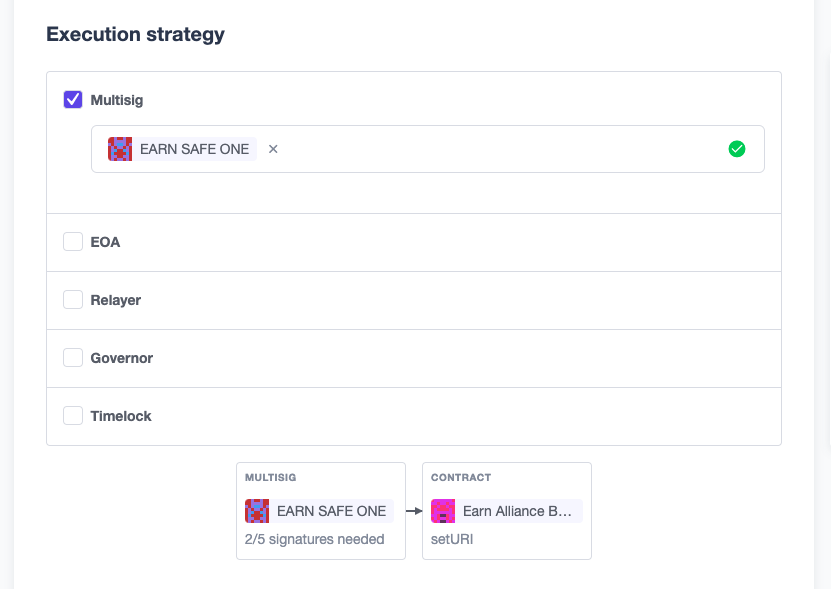 Execution strategy
Multisig
EARN SAFE ONE ×
EOA
Relayer
Governor
Timelock
MULTISIG
EARN SAFE ONE
2/5 signatures needed
CONTRACT
Earn Alliance B...
setURI